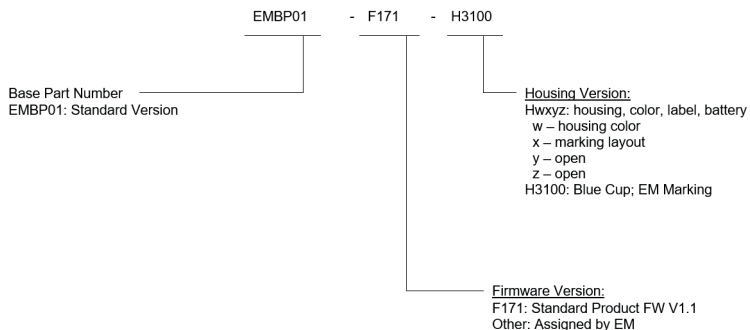 EMBP01 - F171 - H3100
Base Part Number
EMBP01: Standard Version
Housing Version:
Hwxyz: housing, color, label, battery
w – housing color
x – marking layout
y – open
z – open
H3100: Blue Cup; EM Marking
Firmware Version:
F171: Standard Product FW V1.1
Other: Assigned by EM